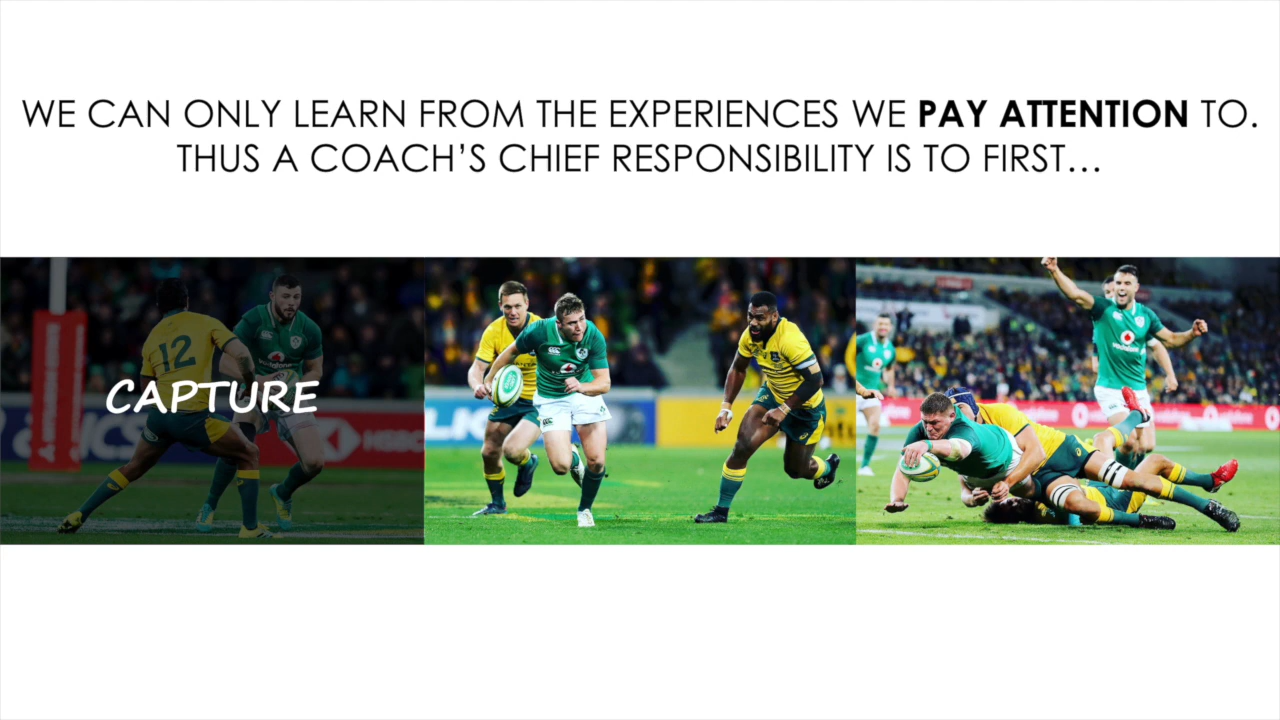 WE CAN ONLY LEARN FROM THE EXPERIENCES WE PAY ATTENTION TO.
THUS A COACH’S CHIEF RESPONSIBILITY IS TO FIRST…
12
CAPTURE